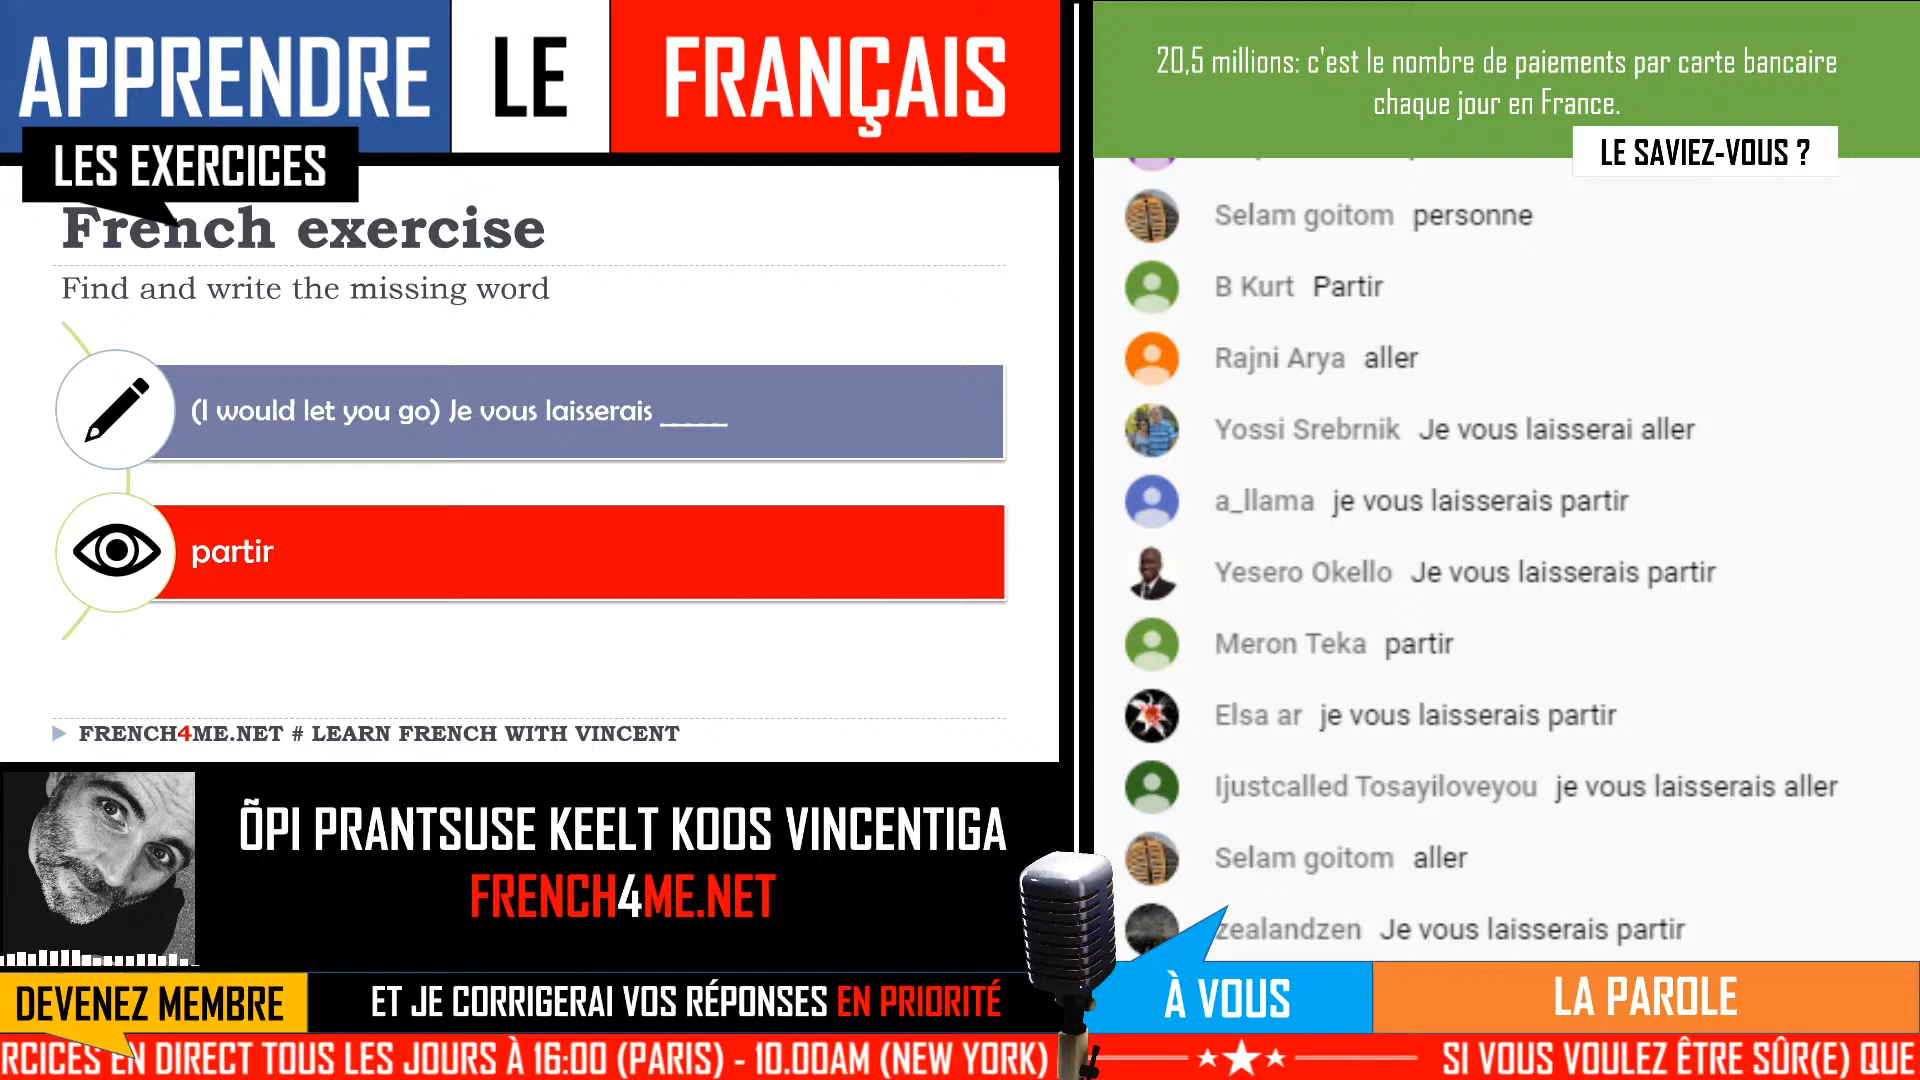 APPRENDRE LE FRANÇAIS
LES EXERCICES
French exercise
Find and write the missing word
(I would let you go) Je vous laisserais _____
partir
FRENCH4ME.NET # LEARN FRENCH WITH VINCENT
ÕPI PRANTSUSE KEELT KOOS VINCENTIGA
FRENCH4ME.NET
DEVENEZ MEMBRE
ET JE CORRIGERAI VOS RÉPONSES EN PRIORITÉ
20,5 millions: c'est le nombre de paiements par carte bancaire
chaque jour en France.
LE SAVIEZ-VOUS ?
Selam goitom personne
B Kurt Partir
Rajni Arya aller
Yossi Srebrnik Je vous laisserai aller
a_llama je vous laisserais partir
Yesero Okello Je vous laisserais partir
Meron Teka partir
Elsa ar je vous laisserais partir
Ijustcalled Tosayiloveyou je vous laisserais aller
Selam goitom aller
zealandzen Je vous laisserais partir
À VOUS
LA PAROLE
RCICES EN DIRECT TOUS LES JOURS À 16:00 (PARIS) - 10.00AM (NEW YORK)
SI VOUS VOULEZ ÊTRE SÛR(E) QUE